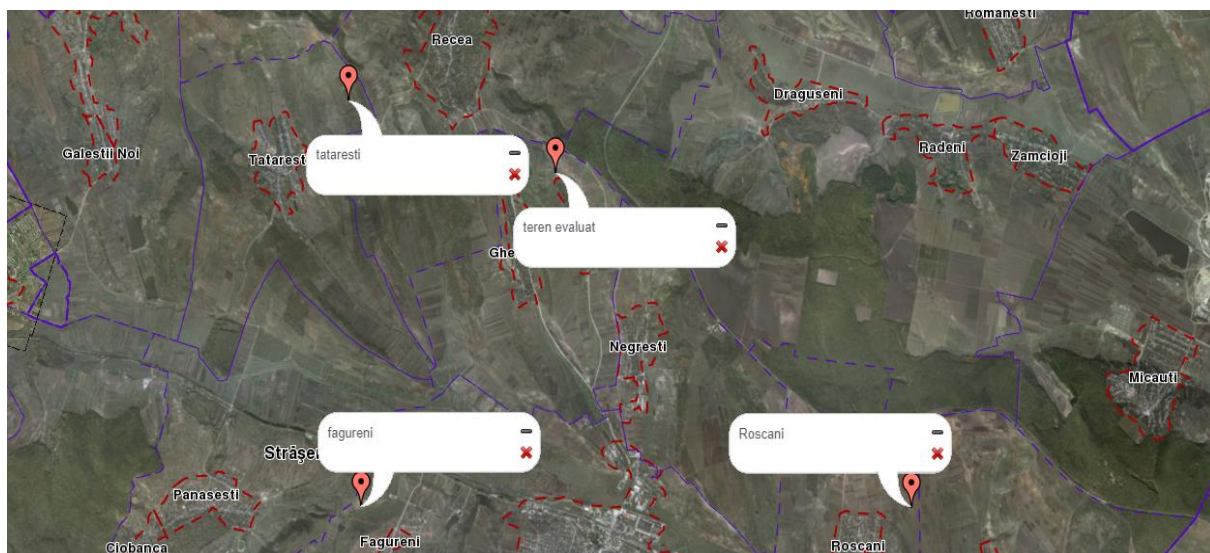 Romanesti
Recea
Draguseni
Galestii Noi
Tatarest
tataresti
Radeni
Zamcioji
teren evaluat
Ghe
Negresti
Micauti
fagureni
Roscani
Străşe
Panasesti
Ciobanca
Fagureni
Roscani